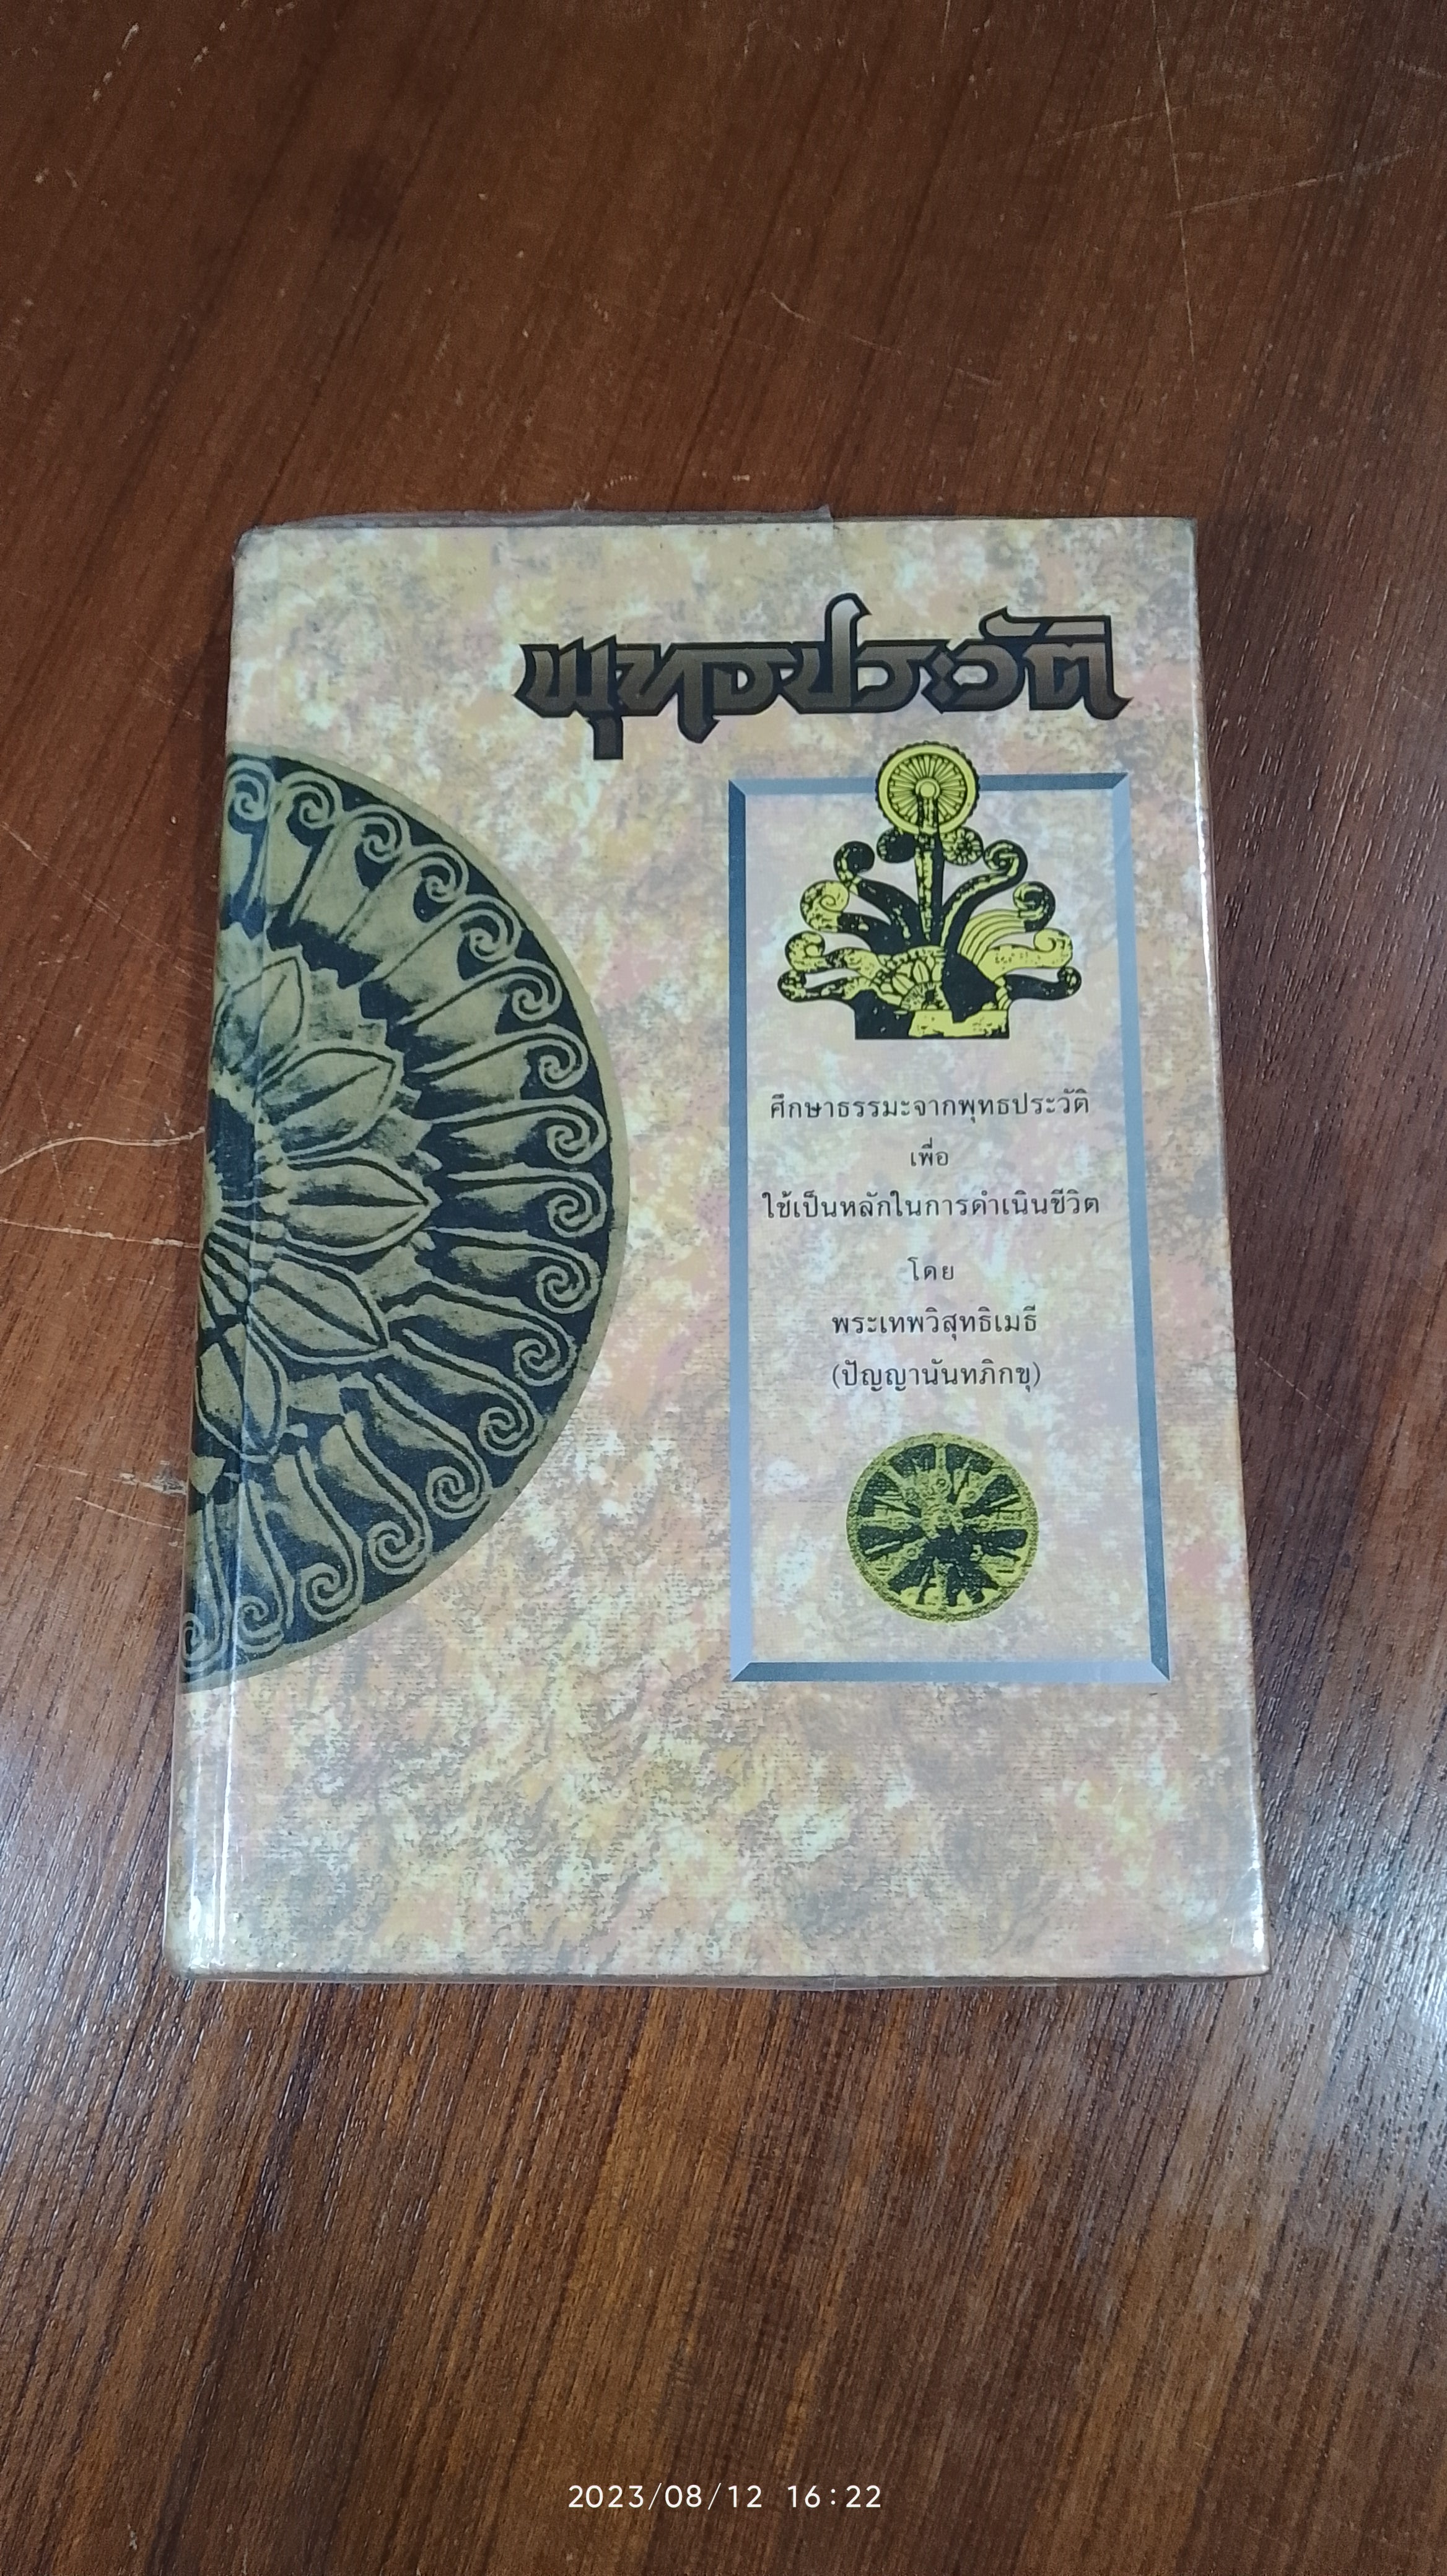 พุทธประวัติ
ศึกษาธรรมะจากพุทธประวัติ
เพื่อ
ใช้เป็นหลักในการดำเนินชีวิต
โดย
พระเทพวิสุทธิเมธี
(ปัญญานันทภิกขุ)
2023/08/12 16:22